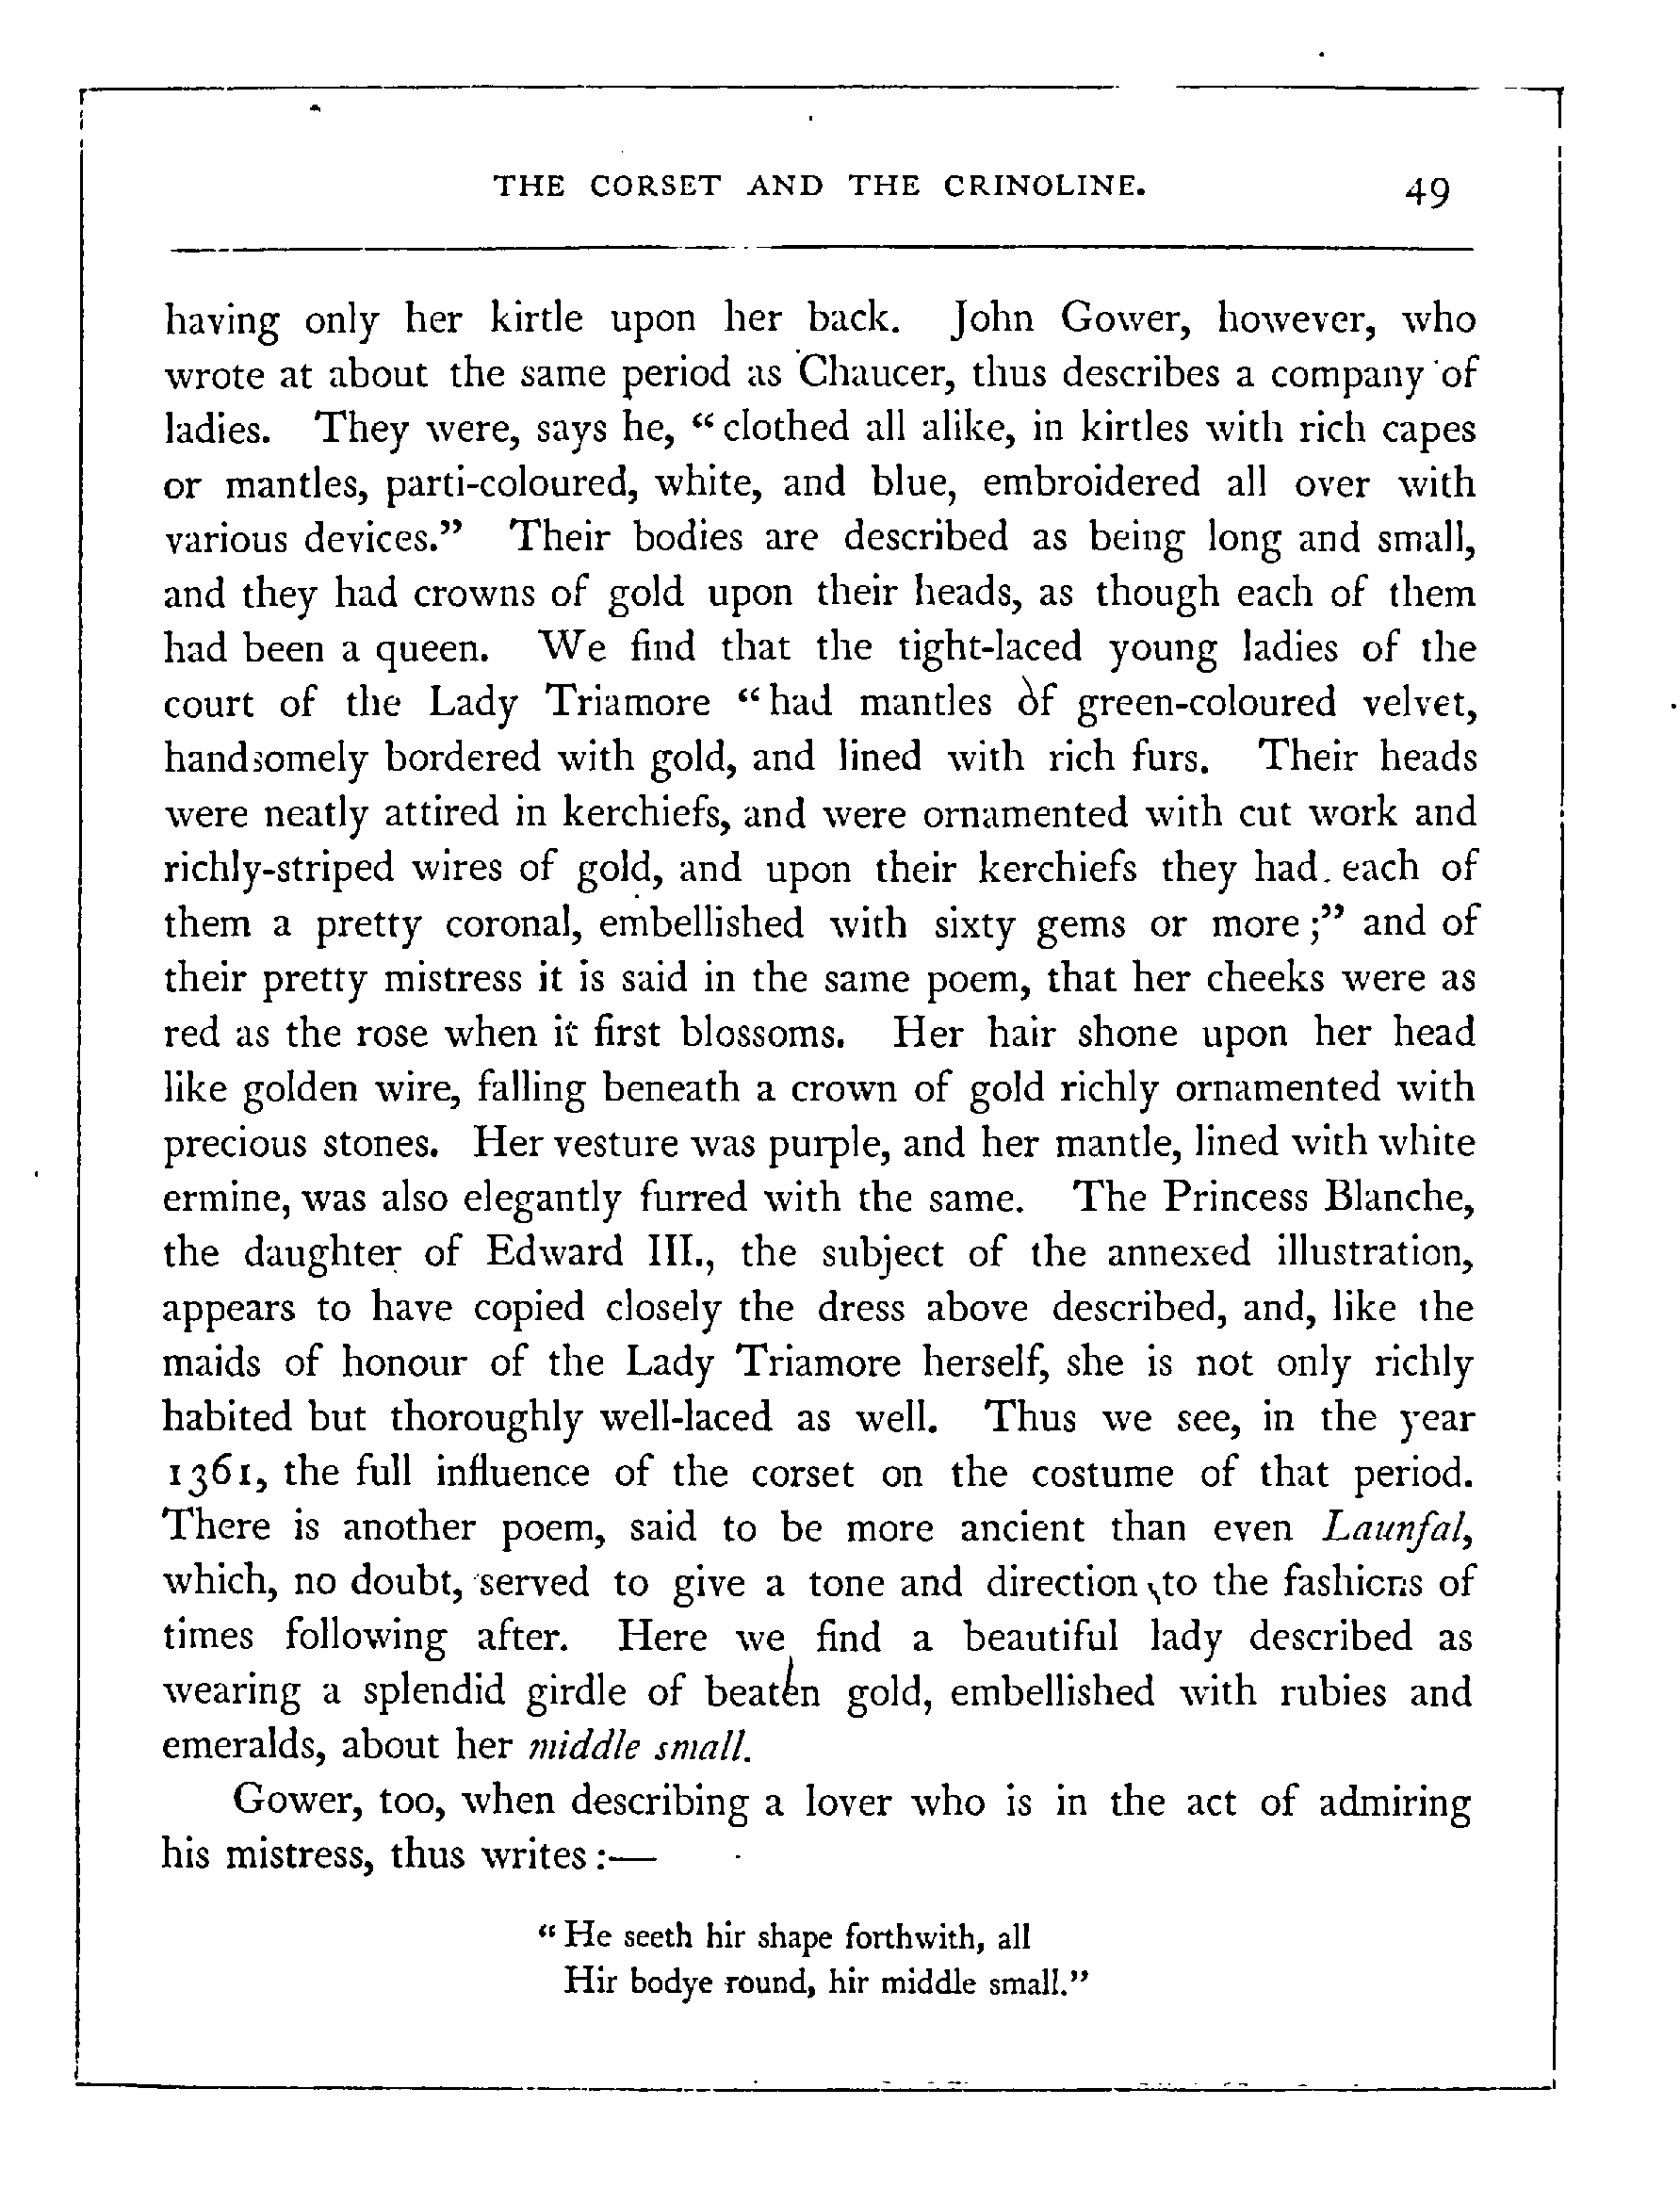 THE CORSET AND THE CRINOLINE. 49
having only her kirtle upon her back. John Gower, however, who
wrote at about the same period as Chaucer, thus describes a company of
ladies. They were, says he, “clothed all alike, in kirtles with rich capes
or mantles, parti-coloured, white, and blue, embroidered all over with
various devices.” Their bodies are described as being long and small,
and they had crowns of gold upon their heads, as though each of them
had been a queen. We find that the tight-laced young ladies of the
court of the Lady Triamore “had mantles of green-coloured velvet,
handsomely bordered with gold, and lined with rich furs. Their heads
were neatly attired in kerchiefs, and were ornamented with cut work and
richly-striped wires of gold, and upon their kerchiefs they had each of
them a pretty coronal, embellished with sixty gems or more;” and of
their pretty mistress it is said in the same poem, that her cheeks were as
red as the rose when it first blossoms. Her hair shone upon her head
like golden wire, falling beneath a crown of gold richly ornamented with
precious stones. Her vesture was purple, and her mantle, lined with white
ermine, was also elegantly furred with the same. The Princess Blanche,
the daughter of Edward III., the subject of the annexed illustration,
appears to have copied closely the dress above described, and, like the
maids of honour of the Lady Triamore herself, she is not only richly
habited but thoroughly well-laced as well. Thus we see, in the year
1361, the full influence of the corset on the costume of that period.
There is another poem, said to be more ancient than even Launfal,
which, no doubt, served to give a tone and direction to the fashions of
times following after. Here we find a beautiful lady described as
wearing a splendid girdle of beaten gold, embellished with rubies and
emeralds, about her middle small.
Gower, too, when describing a lover who is in the act of admiring
his mistress, thus writes:—
“He seeth hir shape forthwith, all
Hir bodye round, hir middle small.”